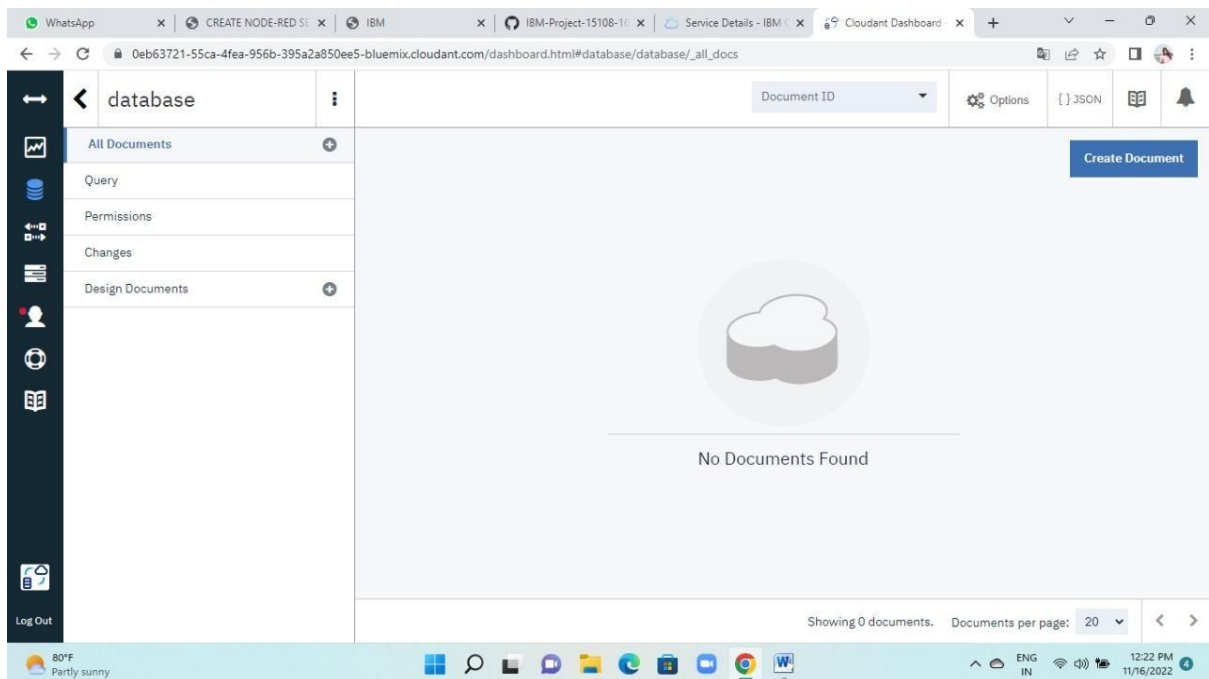 WhatsApp
CREATE NODE-RED SE
IBM
IBM-Project-15108-16
Service Details - IBM C
Cloudant Dashboard
0eb63721-55ca-4fea-956b-395a2a850ee5-bluemix.cloudant.com/dashboard.html#database/database/_all_docs
database
Document ID
Options
{ } JSON
All Documents
Create Document
Query
Permissions
Changes
Design Documents
No Documents Found
Log Out
Showing 0 documents. Documents per page: 20
80°F
Partly sunny
W
ENG
IN
12:22 PM
11/16/2022
4